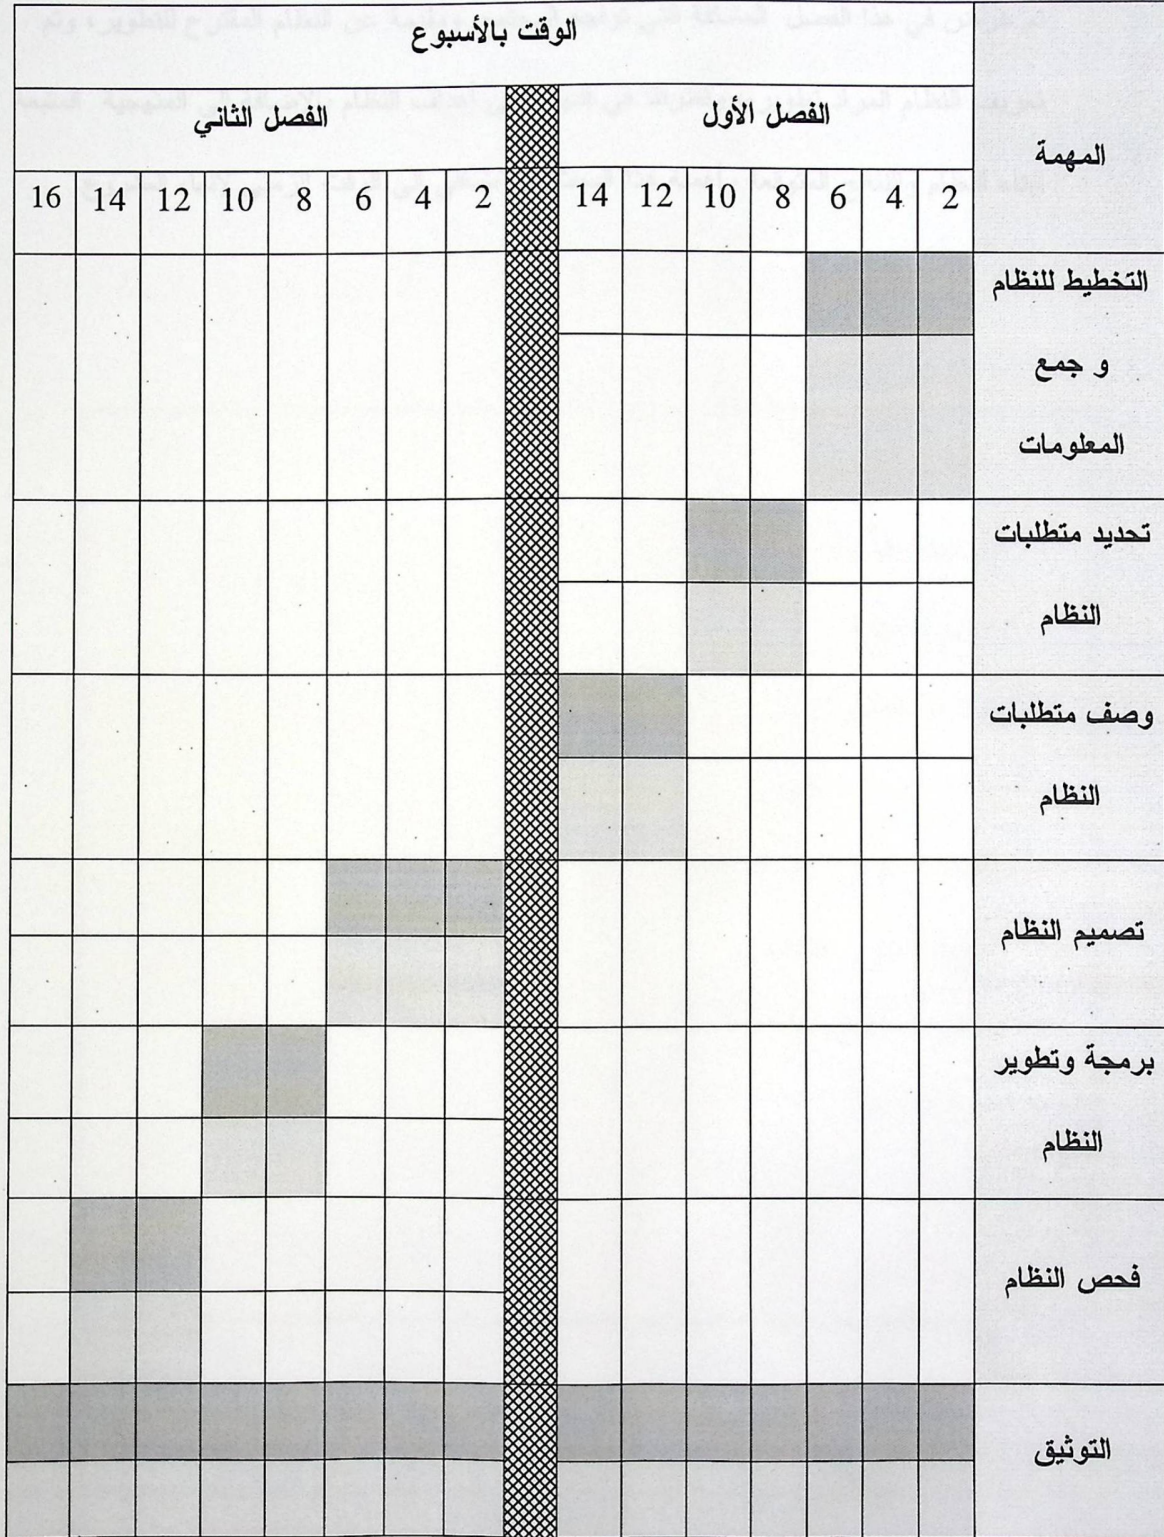 الوقت بالأسبوع
المهمة
الفصل الأول
الفصل الثاني
2 4 6 8 10 12 14
2 4 6 8 10 12 14 16
التخطيط للنظام
و جمع
المعلومات
تحديد متطلبات
النظام
وصف متطلبات
النظام
تصميم النظام
برمجة وتطوير
النظام
فحص النظام
التوثيق